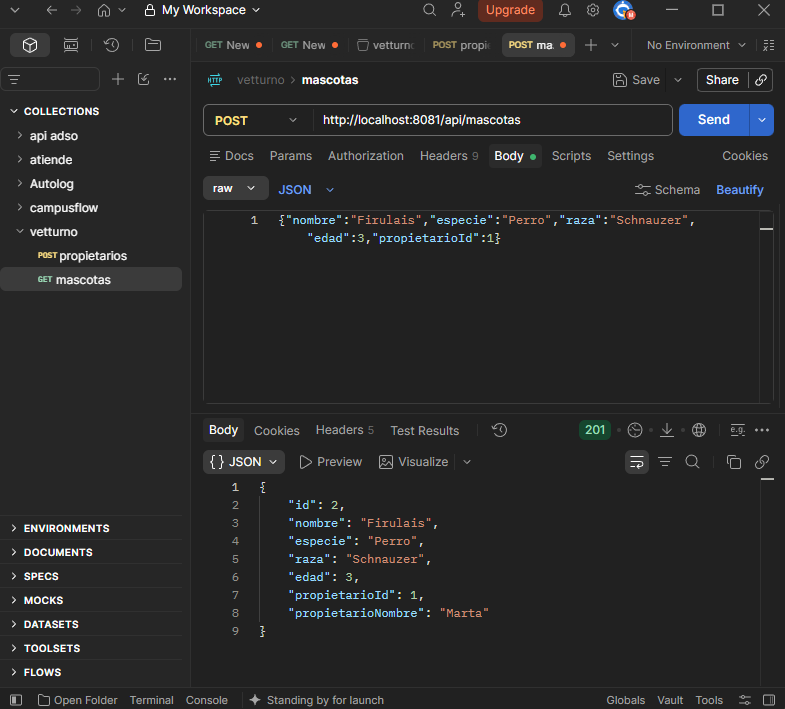 My Workspace
Upgrade
GET New
GET New
vetturno
POST propi
POST ma.
No Environment
HTTP vetturno > mascotas
Save
Share
COLLECTIONS
api adso
atiende
Autolog
campusflow
vetturno
POST propietarios
GET mascotas
POST
http://localhost:8081/api/mascotas
Send
Docs Params Authorization Headers 9 Body Scripts Settings Cookies
raw JSON Schema Beautify
1 {"nombre":"Firulais","especie":"Perro","raza":"Schnauzer",
"edad":3,"propietarioId":1}
Body Cookies Headers 5 Test Results 201 e.g.
{} JSON Preview Visualize
1 {
2 "id": 2,
3 "nombre": "Firulais",
4 "especie": "Perro",
5 "raza": "Schnauzer",
6 "edad": 3,
7 "propietarioId": 1,
8 "propietarioNombre": "Marta"
9 }
ENVIRONMENTS
DOCUMENTS
SPECS
MOCKS
DATASETS
TOOLSETS
FLOWS
Open Folder Terminal Console Standing by for launch Globals Vault Tools